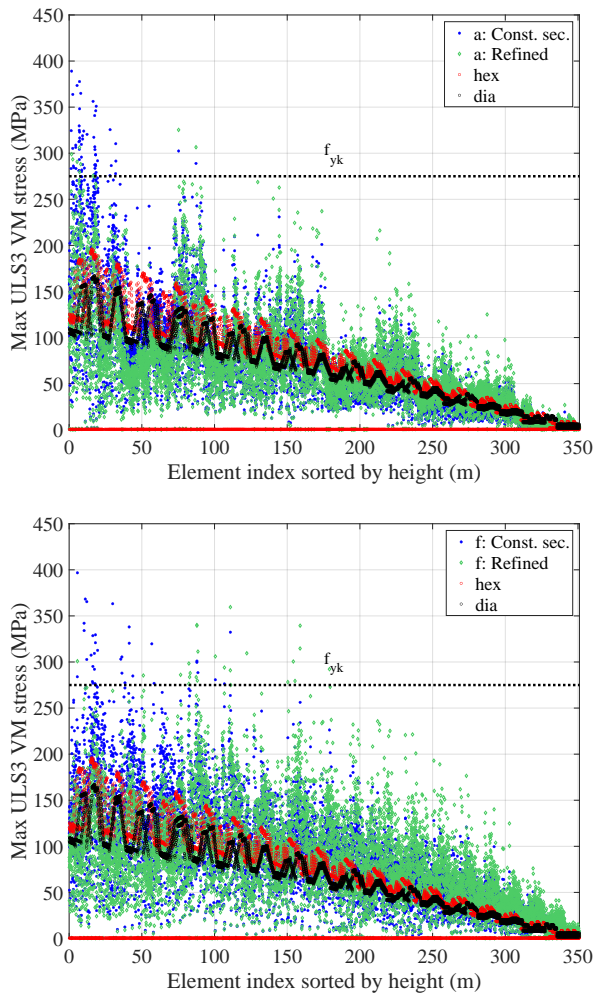 450
400
350
300
250
200
150
100
50
0
Max ULS3 VM stress (MPa)
a: Const. sec.
a: Refined
hex
dia
f_yk
0 50 100 150 200 250 300 350
Element index sorted by height (m)
450
400
350
300
250
200
150
100
50
0
Max ULS3 VM stress (MPa)
f: Const. sec.
f: Refined
hex
dia
f_yk
0 50 100 150 200 250 300 350
Element index sorted by height (m)